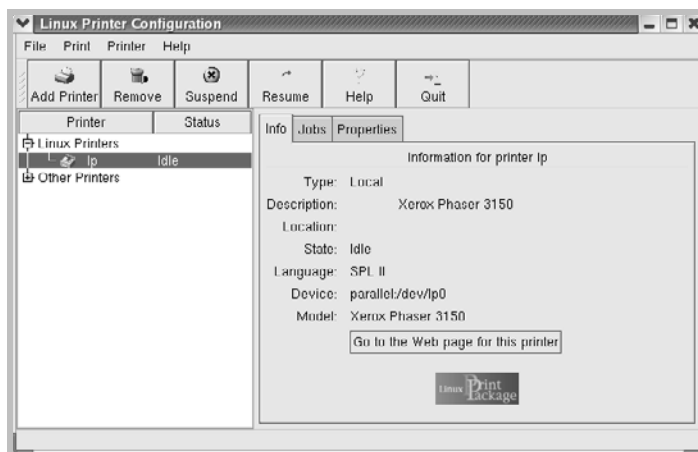 Linux Printer Configuration
File Print Printer Help
Add Printer Remove Suspend Resume Help Quit
Printer Status
Linux Printers
lp Idle
Other Printers
Info Jobs Properties
Information for printer lp
Type: Local
Description: Xerox Phaser 3150
Location:
State: Idle
Language: SPL II
Device: parallel:/dev/lp0
Model: Xerox Phaser 3150
Go to the Web page for this printer
Linux Print Package